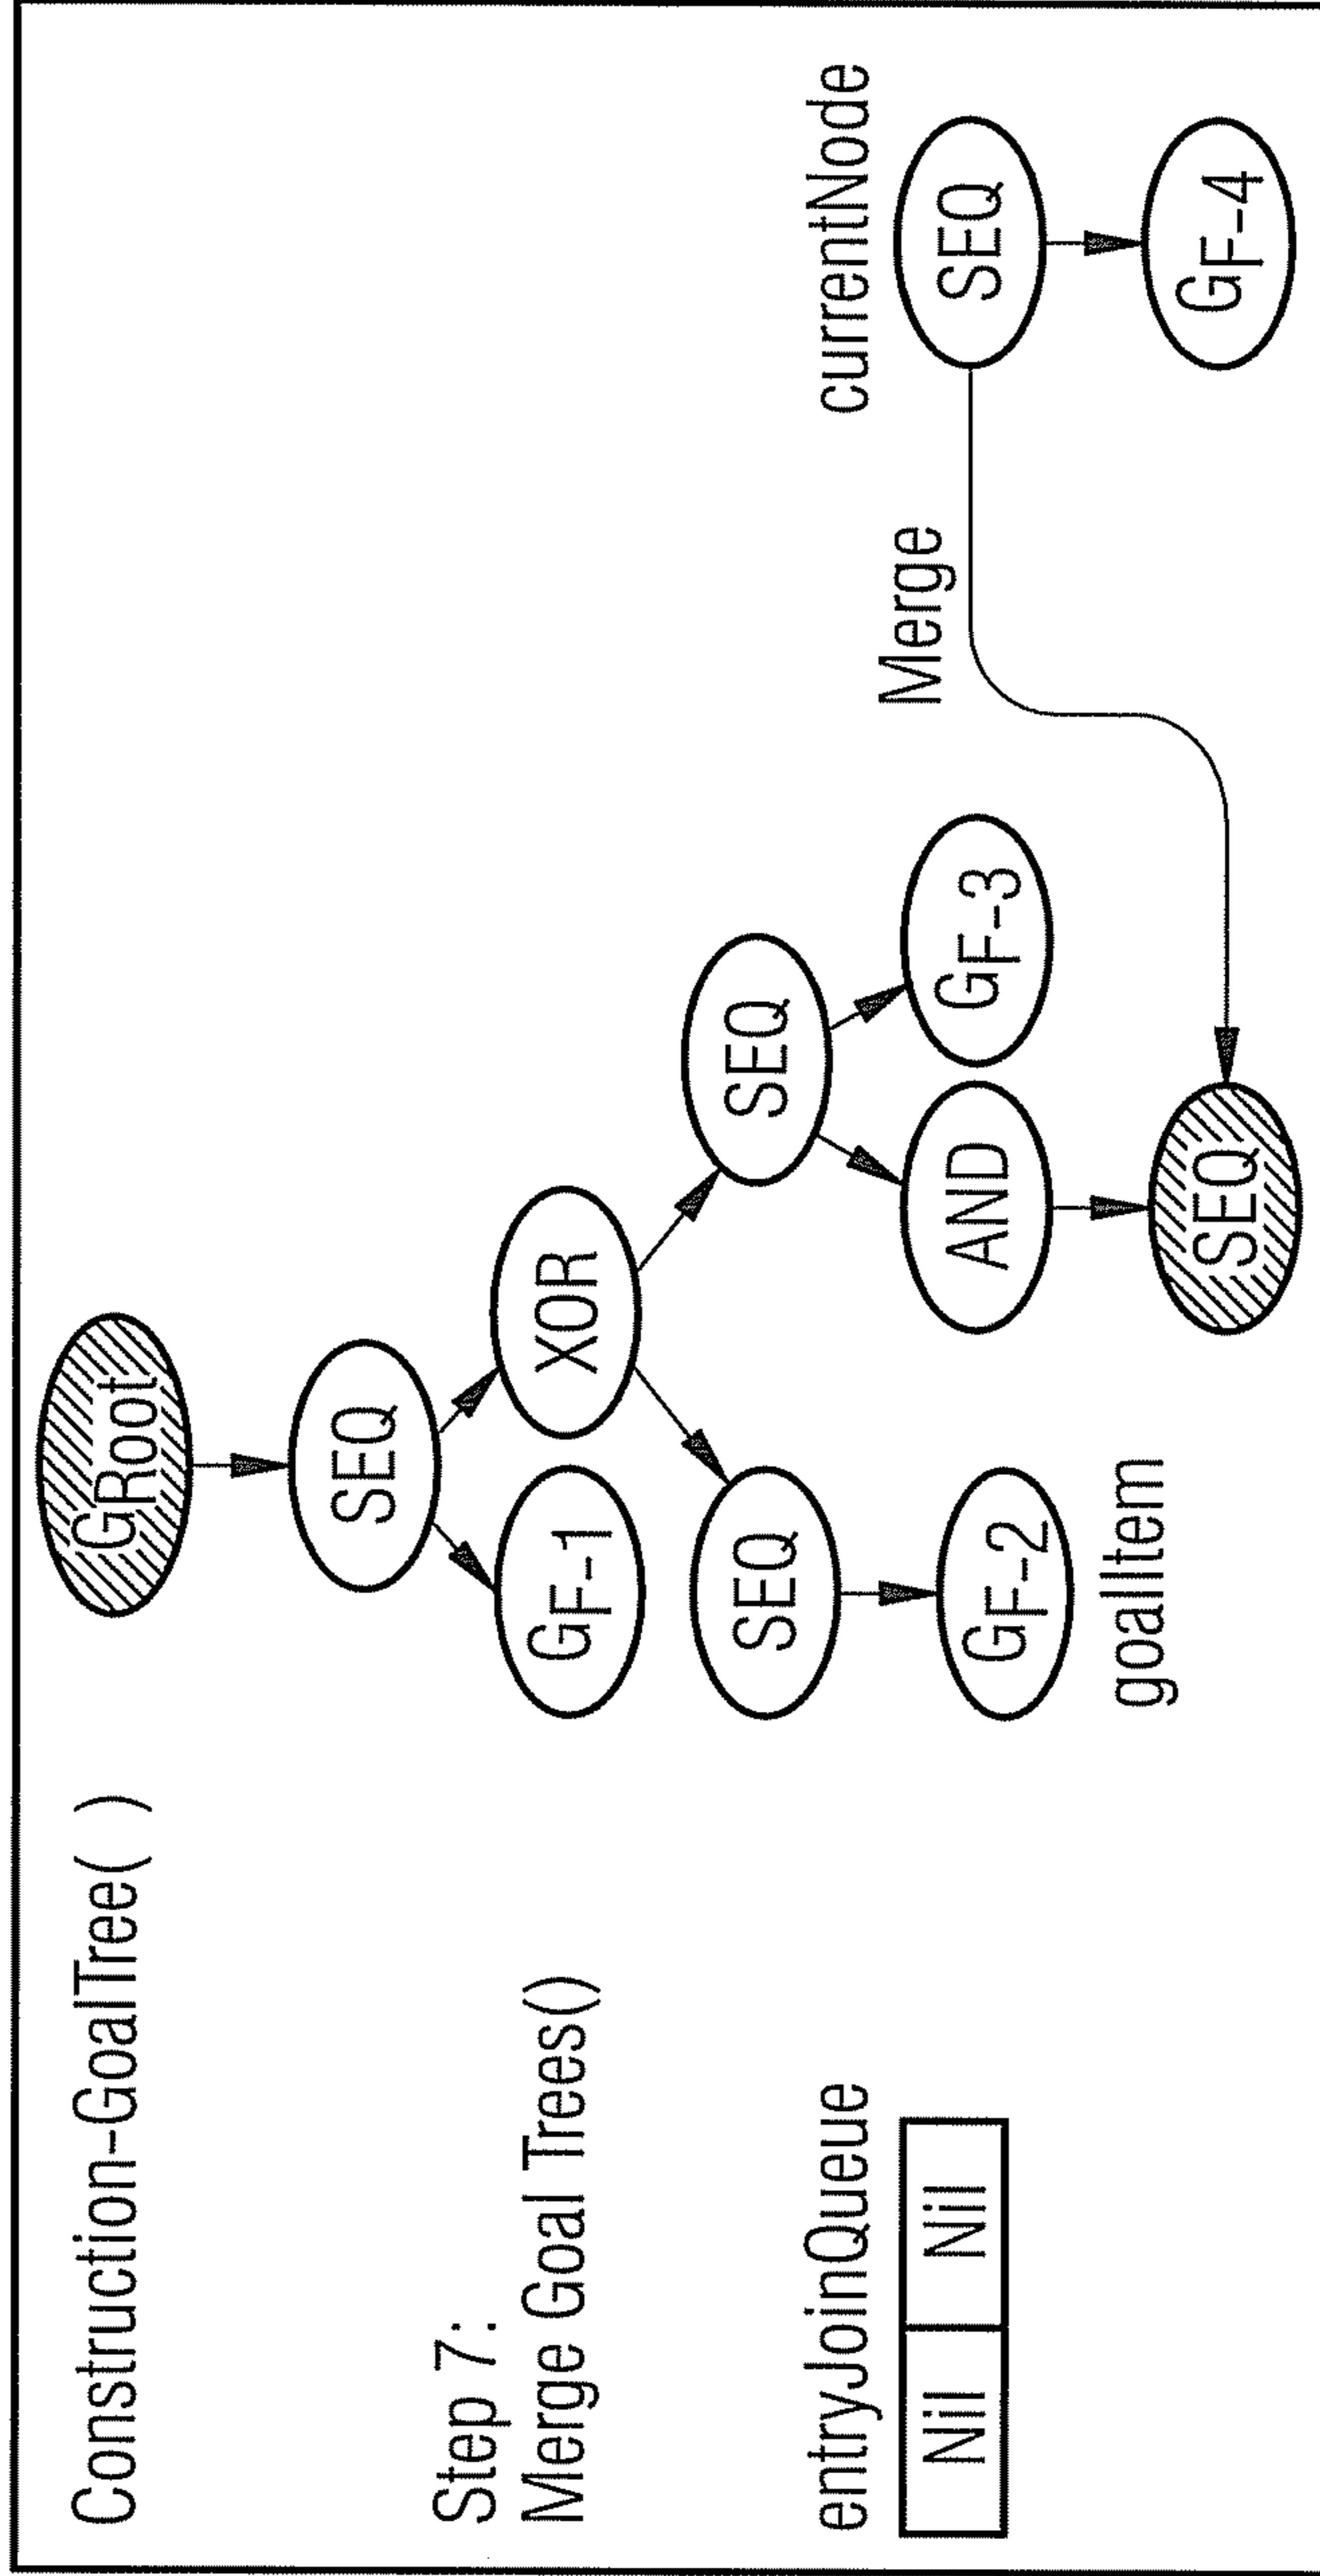 Construction-GoalTree( )
GRoot
Step 7:
Merge Goal Trees()
SEQ
GF-1
XOR
SEQ
SEQ
entryJoinQueue
Nil
Nil
GF-2
goalItem
AND
GF-3
SEQ
Merge
currentNode
SEQ
GF-4